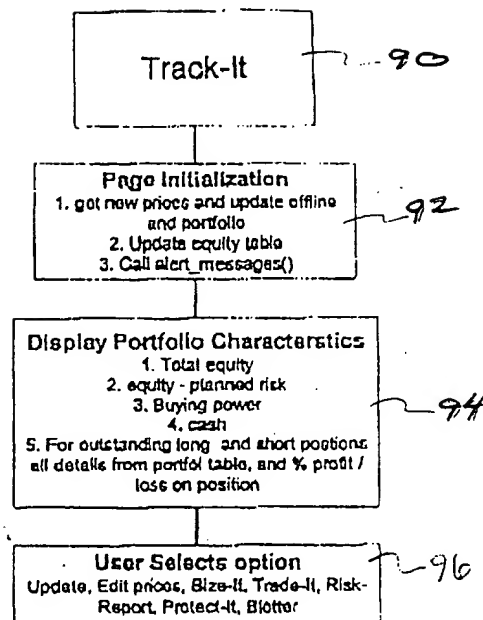 Track-It
90
Page Initialization
1. get new prices and update offline
and portfolio
2. Update equity table
3. Call alert_messages()
92
Display Portfolio Characterstics
1. Total equity
2. equity - planned risk
3. Buying power
4. cash
5. For outstanding long and short postions
all details from portfol table, and % profit /
loss on position
94
User Selects option
Update, Edit prices, Size-It, Trade-It, Risk-
Report, Protect-It, Blotter
96